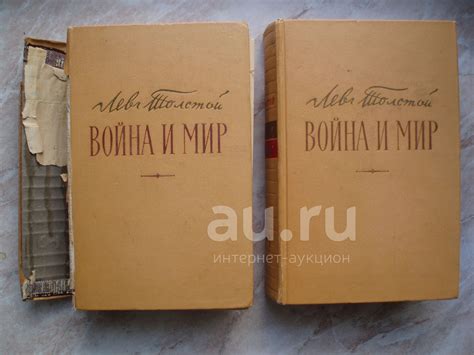 Левъ Толстой
ВОЙНА И МИР
Левъ Толстой
ВОЙНА И МИР
au.ru
интернет-аукцион